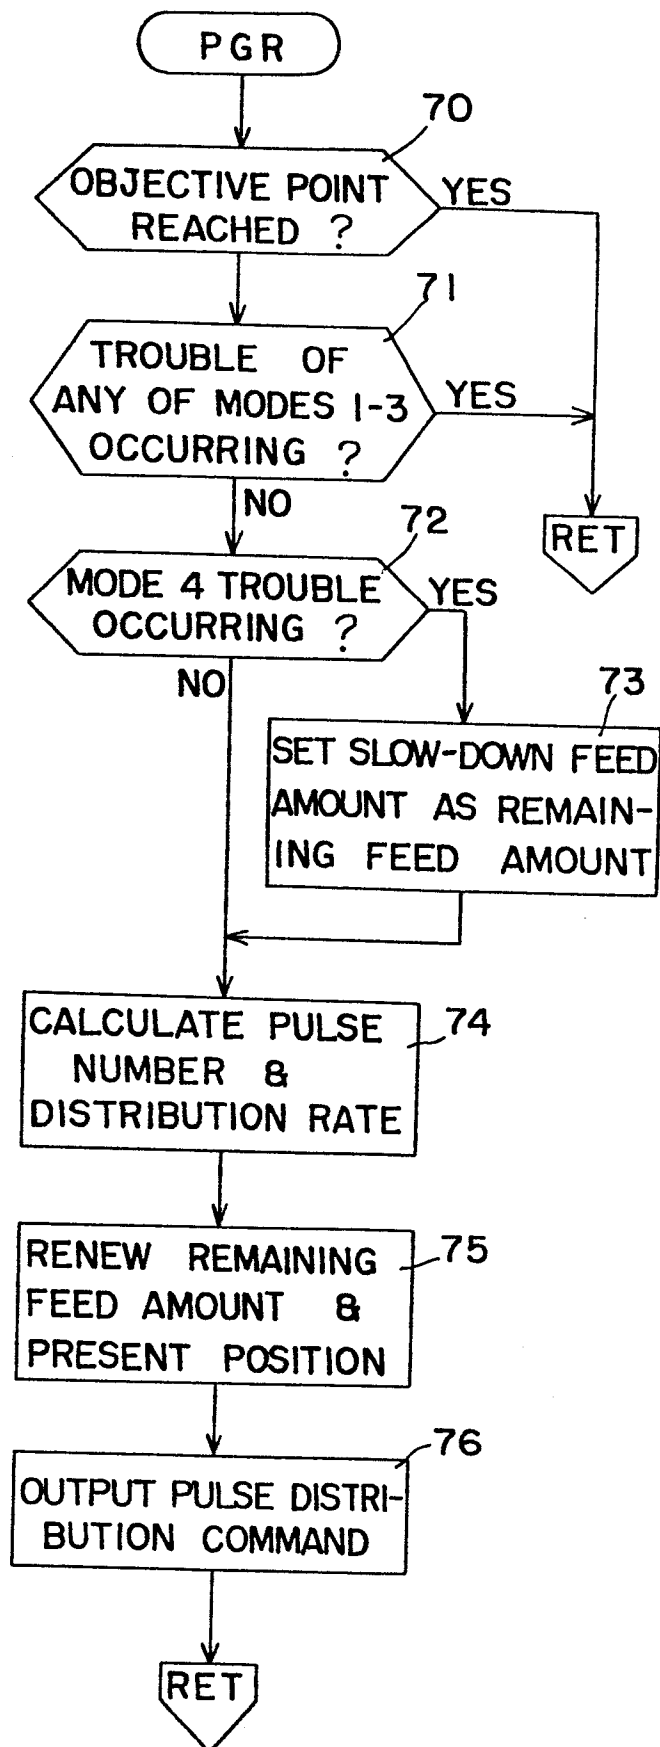 PGR
70
OBJECTIVE POINT
REACHED ?
YES
71
TROUBLE OF
ANY OF MODES 1-3
OCCURRING ?
YES
NO
RET
72
MODE 4 TROUBLE
OCCURRING ?
YES
NO
73
SET SLOW-DOWN FEED
AMOUNT AS REMAIN-
ING FEED AMOUNT
74
CALCULATE PULSE
NUMBER &
DISTRIBUTION RATE
75
RENEW REMAINING
FEED AMOUNT &
PRESENT POSITION
76
OUTPUT PULSE DISTRI-
BUTION COMMAND
RET